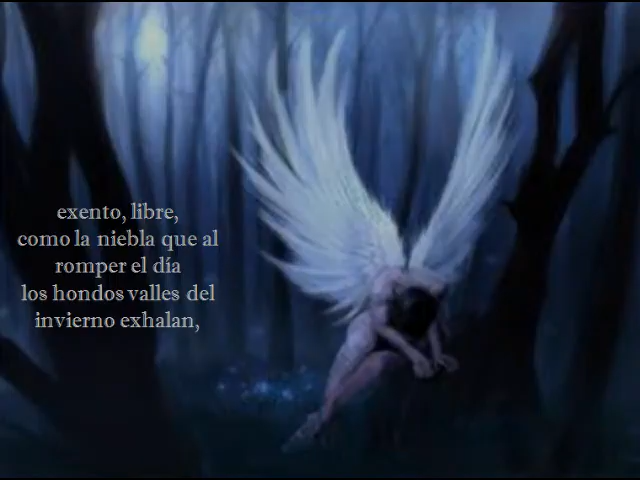 exento, libre,
como la niebla que al
romper el día
los hondos valles del
invierno exhalan,